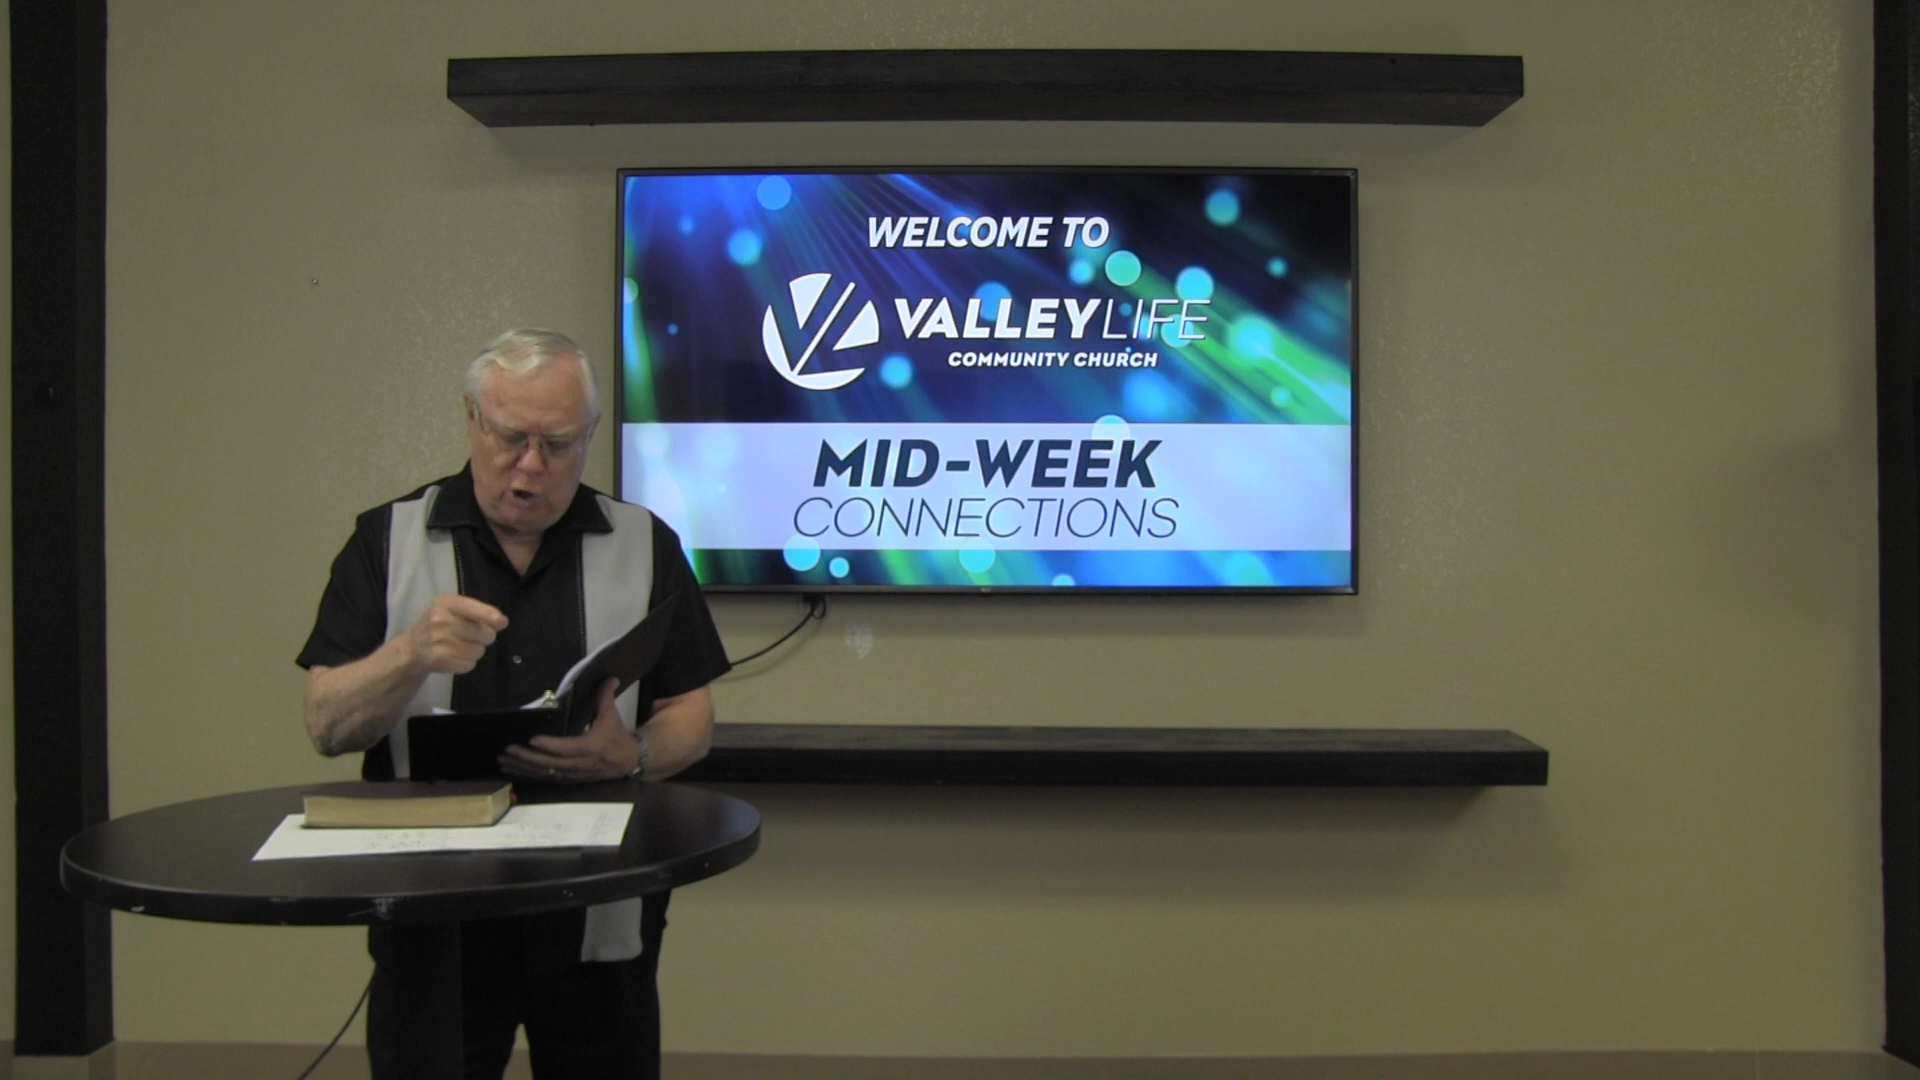 WELCOME TO
VALLEYLIFE
COMMUNITY CHURCH
MID-WEEK
CONNECTIONS